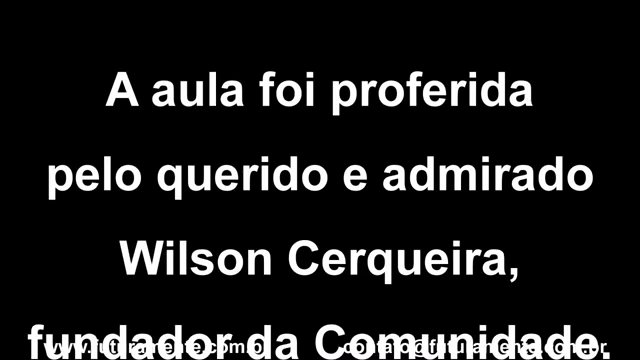 A aula foi proferida
pelo querido e admirado
Wilson Cerqueira,
fundador da Comunidade.